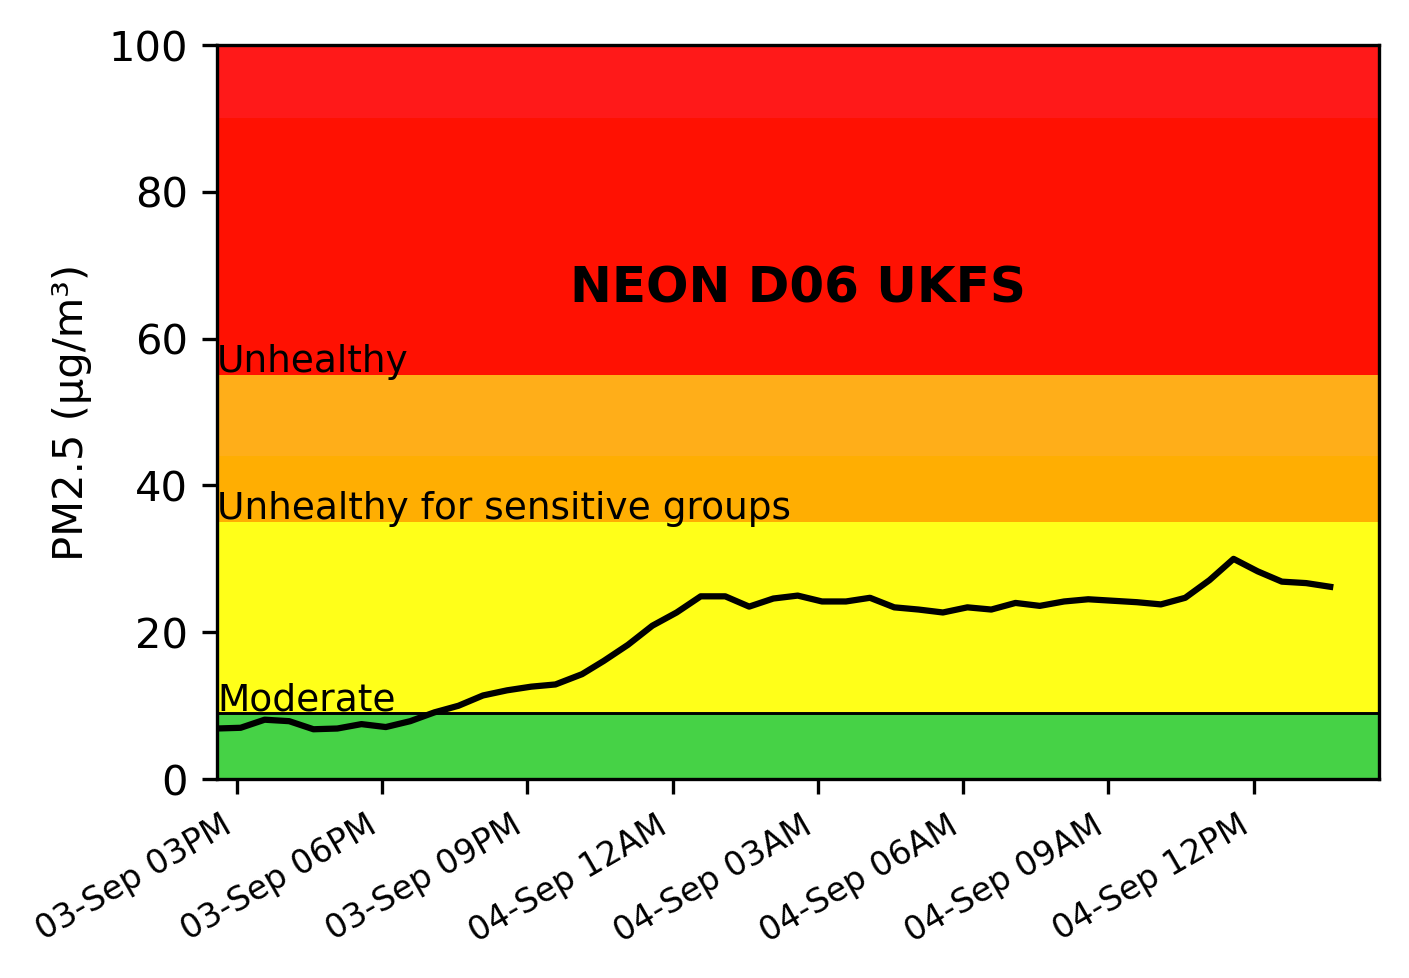 100
80
60
40
20
0
PM2.5 (µg/m³)
NEON D06 UKFS
Unhealthy
Unhealthy for sensitive groups
Moderate
03-Sep 03PM
03-Sep 06PM
03-Sep 09PM
04-Sep 12AM
04-Sep 03AM
04-Sep 06AM
04-Sep 09AM
04-Sep 12PM